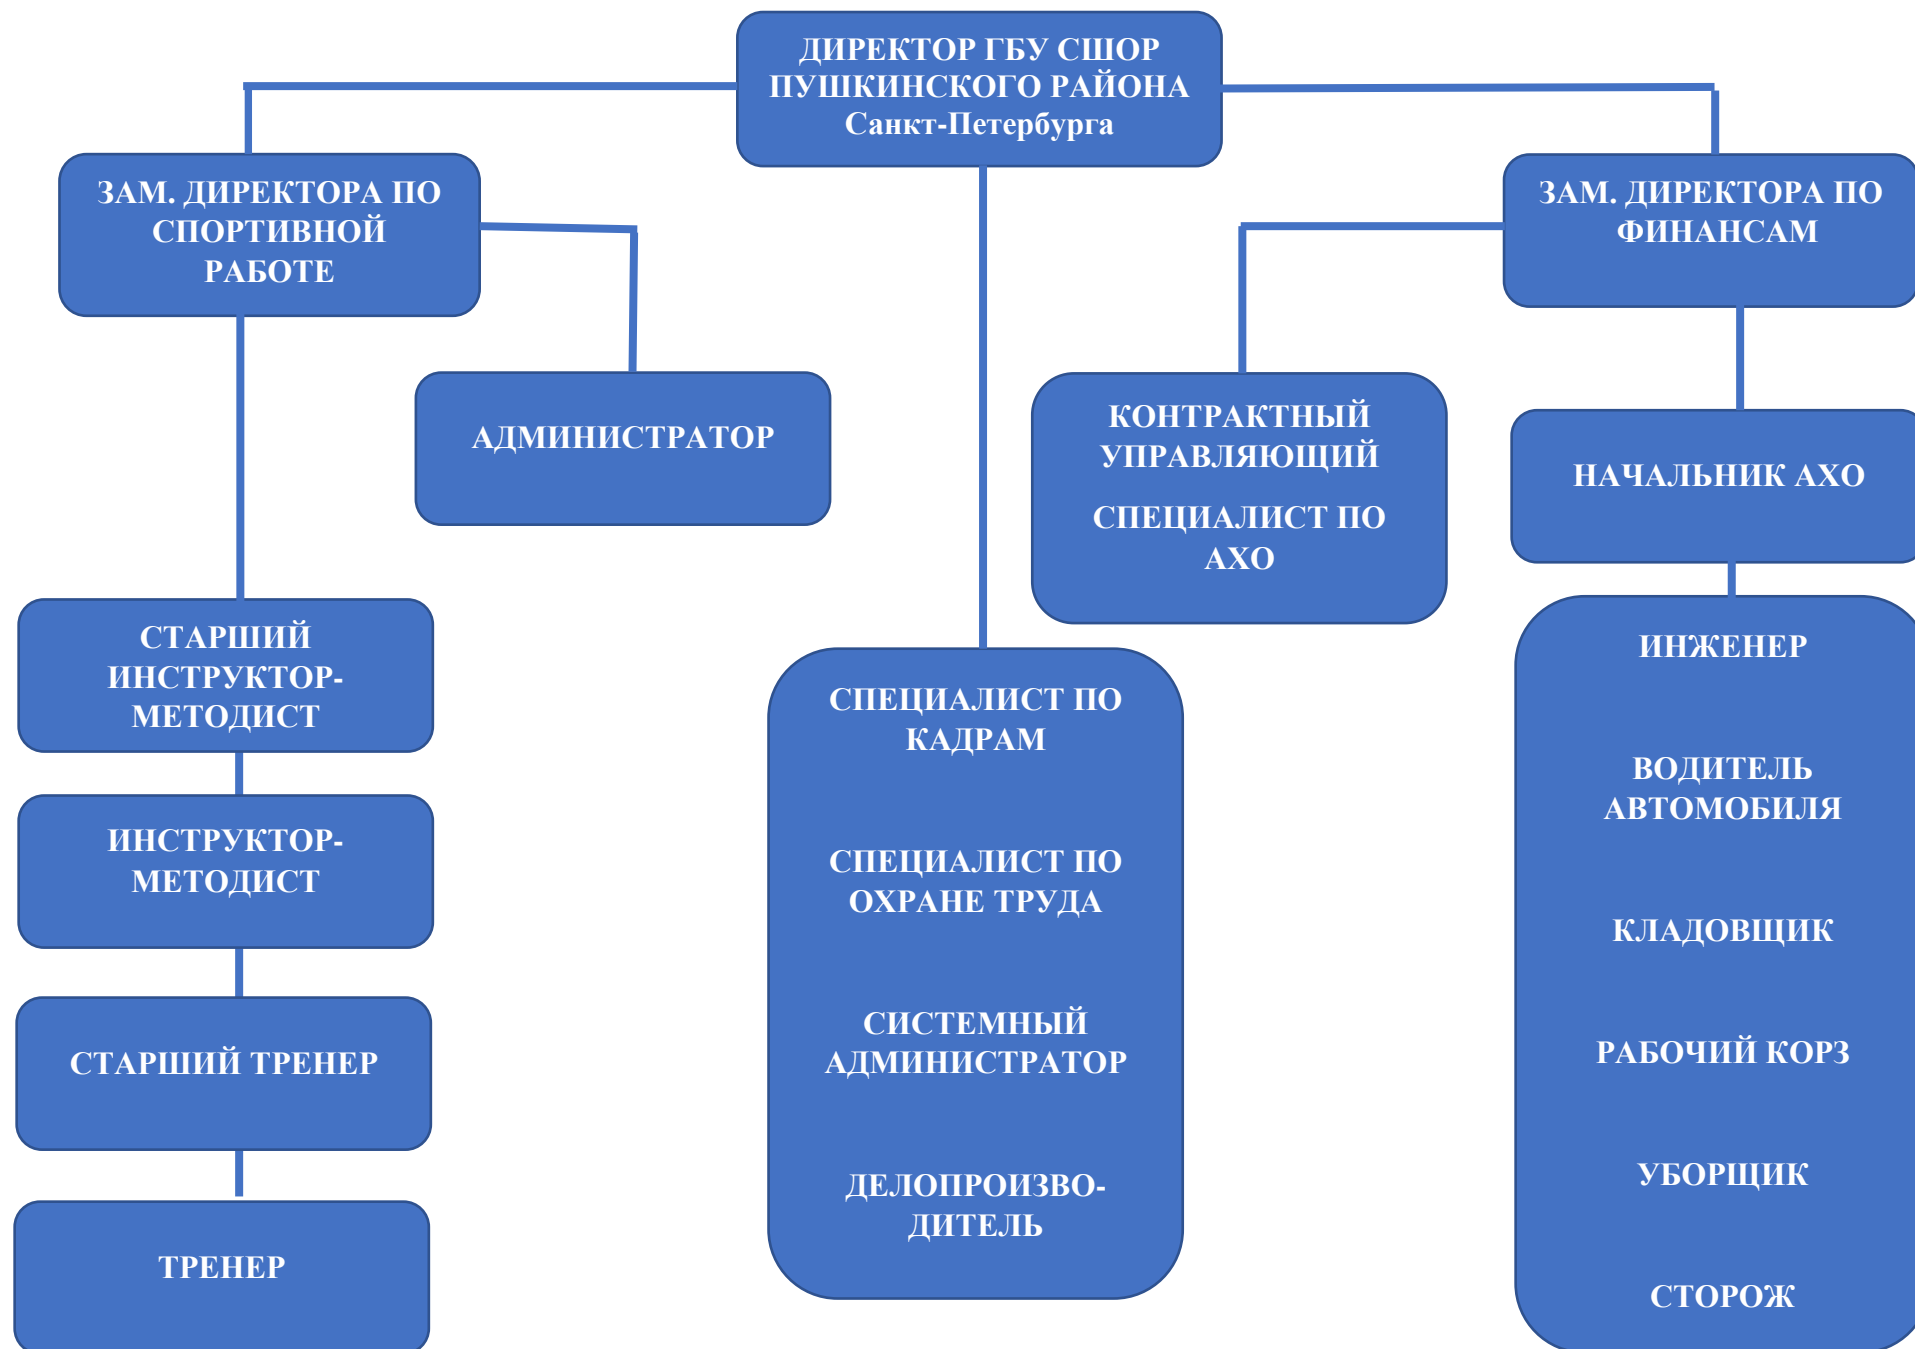 ДИРЕКТОР ГБУ СШОР
ПУШКИНСКОГО РАЙОНА
Санкт-Петербурга
ЗАМ. ДИРЕКТОРА ПО
СПОРТИВНОЙ
РАБОТЕ
ЗАМ. ДИРЕКТОРА ПО
ФИНАНСАМ
АДМИНИСТРАТОР
КОНТРАКТНЫЙ
УПРАВЛЯЮЩИЙ
СПЕЦИАЛИСТ ПО
АХО
НАЧАЛЬНИК АХО
СТАРШИЙ
ИНСТРУКТОР-
МЕТОДИСТ
ИНСТРУКТОР-
МЕТОДИСТ
СТАРШИЙ ТРЕНЕР
ТРЕНЕР
СПЕЦИАЛИСТ ПО
КАДРАМ
СПЕЦИАЛИСТ ПО
ОХРАНЕ ТРУДА
СИСТЕМНЫЙ
АДМИНИСТРАТОР
ДЕЛОПРОИЗВО-
ДИТЕЛЬ
ИНЖЕНЕР
ВОДИТЕЛЬ
АВТОМОБИЛЯ
КЛАДОВЩИК
РАБОЧИЙ КОРЗ
УБОРЩИК
СТОРОЖ